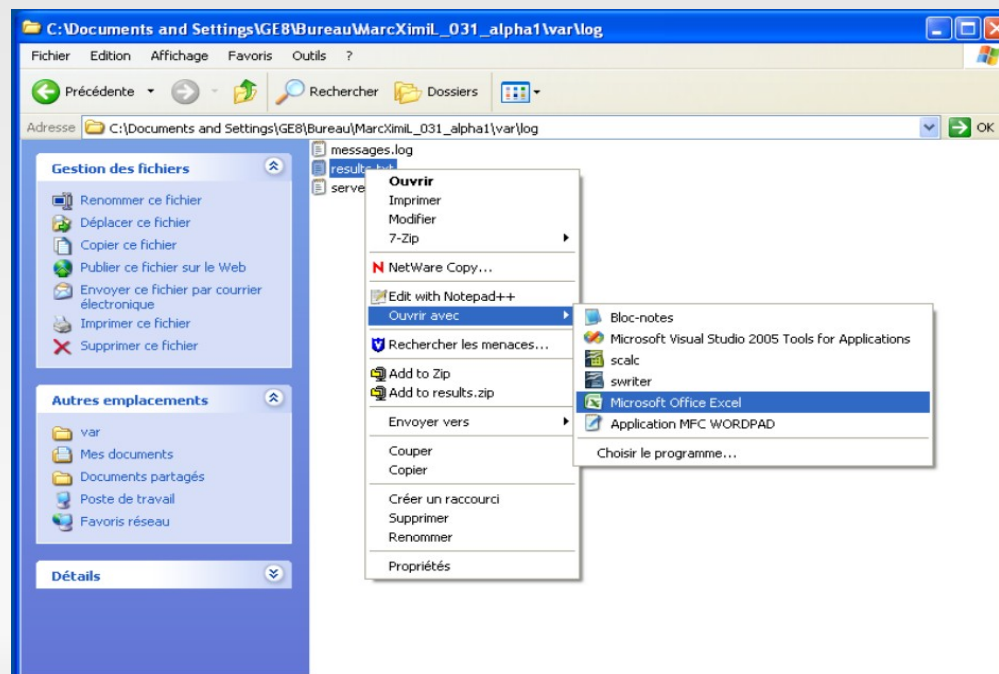 C:\Documents and Settings\GE8\Bureau\MarcXimiL_031_alpha1\var\log
Fichier Edition Affichage Favoris Outils ?
Précédente Rechercher Dossiers
Adresse C:\Documents and Settings\GE8\Bureau\MarcXimiL_031_alpha1\var\log OK
Gestion des fichiers
Renommer ce fichier
Déplacer ce fichier
Copier ce fichier
Publier ce fichier sur le Web
Envoyer ce fichier par courrier
électronique
Imprimer ce fichier
Supprimer ce fichier
Autres emplacements
var
Mes documents
Documents partagés
Poste de travail
Favoris réseau
Détails
messages.log
results.txt
serve
Ouvrir
Imprimer
Modifier
7-Zip
NetWare Copy...
Edit with Notepad++
Ouvrir avec
Rechercher les menaces...
Add to Zip
Add to results.zip
Envoyer vers
Couper
Copier
Créer un raccourci
Supprimer
Renommer
Propriétés
Bloc-notes
Microsoft Visual Studio 2005 Tools for Applications
scalc
swriter
Microsoft Office Excel
Application MFC WORDPAD
Choisir le programme...